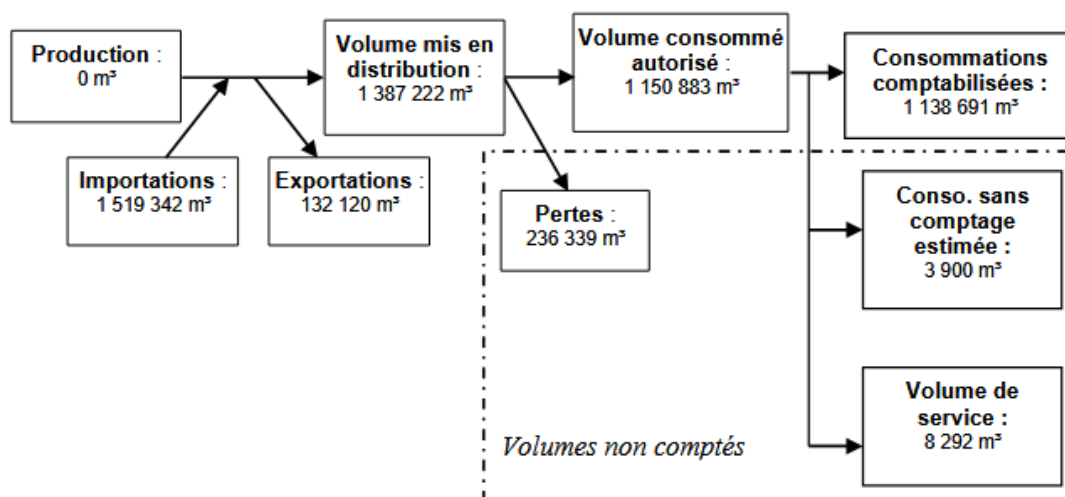 Production :
0 m³
Volume mis en
distribution :
1 387 222 m³
Volume consommé
autorisé :
1 150 883 m³
Consommations
comptabilisées :
1 138 691 m³
Importations :
1 519 342 m³
Exportations :
132 120 m³
Pertes :
236 339 m³
Conso. sans
comptage
estimée :
3 900 m³
Volume de
service :
8 292 m³
Volumes non comptés